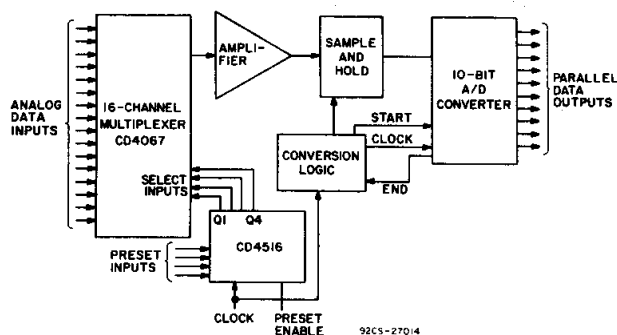 ANALOG
DATA
INPUTS
16-CHANNEL
MULTIPLEXER
CD4067
SELECT
INPUTS
AMPLI-
FIER
SAMPLE
AND
HOLD
10-BIT
A/D
CONVERTER
PARALLEL
DATA
OUTPUTS
START
CLOCK
END
CONVERSION
LOGIC
Q1 Q4
CD4516
PRESET
INPUTS
CLOCK
PRESET
ENABLE
92CS-27014